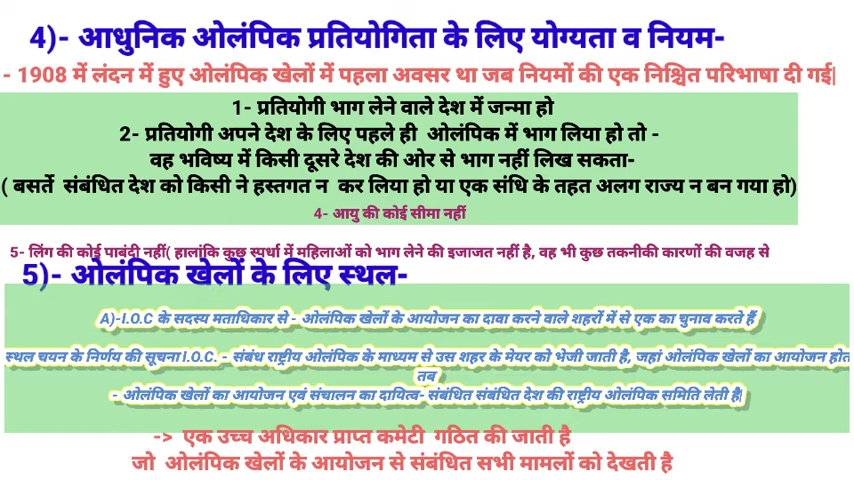 4)- आधुनिक ओलंपिक प्रतियोगिता के लिए योग्यता व नियम-
- 1908 में लंदन में हुए ओलंपिक खेलों में पहला अवसर था जब नियमों की एक निश्चित परिभाषा दी गई|
1- प्रतियोगी भाग लेने वाले देश में जन्मा हो
2- प्रतियोगी अपने देश के लिए पहले ही ओलंपिक में भाग लिया हो तो -
वह भविष्य में किसी दूसरे देश की ओर से भाग नहीं लिख सकता-
( बसर्ते संबंधित देश को किसी ने हस्तगत न कर लिया हो या एक संधि के तहत अलग राज्य न बन गया हो)
4- आयु की कोई सीमा नहीं
5- लिंग की कोई पाबंदी नहीं( हालांकि कुछ स्पर्धा में महिलाओं को भाग लेने की इजाजत नहीं है, वह भी कुछ तकनीकी कारणों की वजह से
5)- ओलंपिक खेलों के लिए स्थल-
A)-I.O.C के सदस्य मताधिकार से - ओलंपिक खेलों के आयोजन का दावा करने वाले शहरों में से एक का चुनाव करते हैं
स्थल चयन के निर्णय की सूचना I.O.C. - संबंध राष्ट्रीय ओलंपिक के माध्यम से उस शहर के मेयर को भेजी जाती है, जहां ओलंपिक खेलों का आयोजन होत
तब
- ओलंपिक खेलों का आयोजन एवं संचालन का दायित्व- संबंधित संबंधित देश की राष्ट्रीय ओलंपिक समिति लेती है|
-> एक उच्च अधिकार प्राप्त कमेटी गठित की जाती है
जो ओलंपिक खेलों के आयोजन से संबंधित सभी मामलों को देखती है